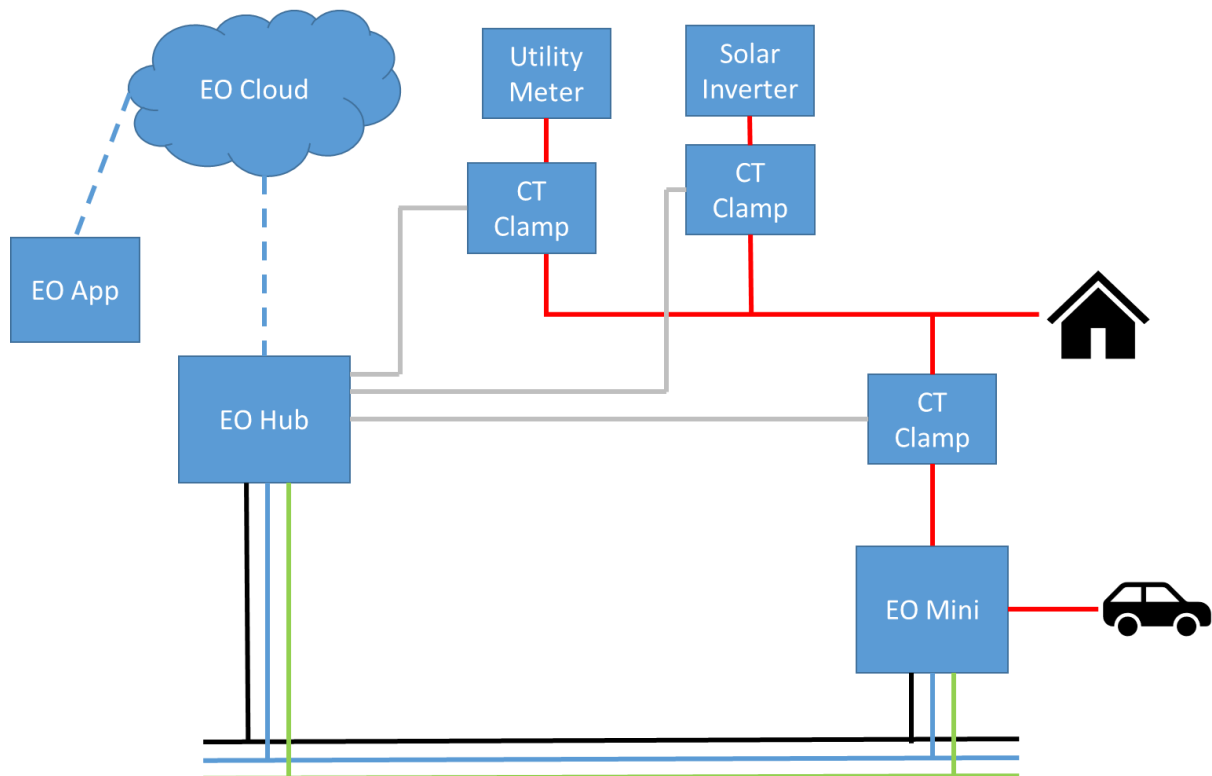 EO Cloud
Utility
Meter
Solar
Inverter
CT
Clamp
CT
Clamp
EO App
EO Hub
CT
Clamp
EO Mini